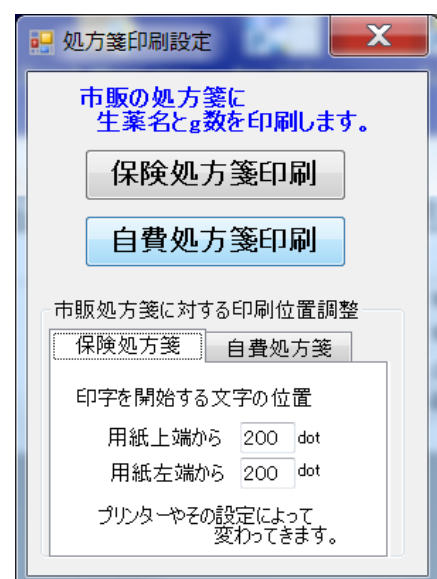 処方箋印刷設定
市販の処方箋に
生薬名とg数を印刷します。
保険処方箋印刷
自費処方箋印刷
市販処方箋に対する印刷位置調整
保険処方箋 自費処方箋
印字を開始する文字の位置
用紙上端から 200 dot
用紙左端から 200 dot
プリンターやその設定によって
変わってきます。